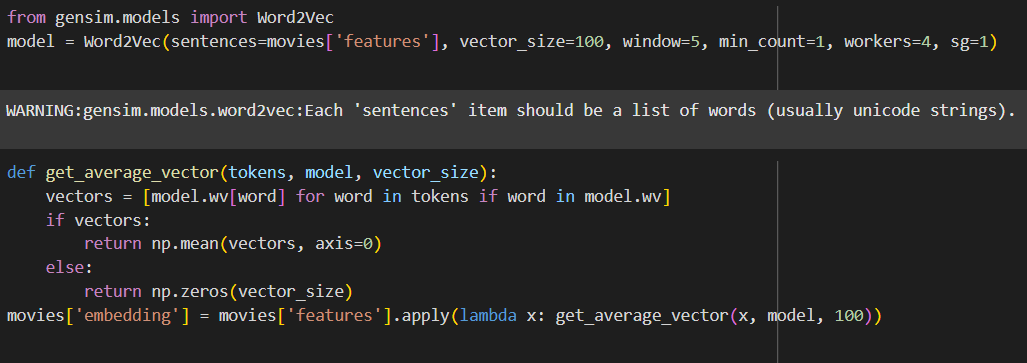 from gensim.models import Word2Vec
model = Word2Vec(sentences=movies['features'], vector_size=100, window=5, min_count=1, workers=4, sg=1)
WARNING:gensim.models.word2vec:Each 'sentences' item should be a list of words (usually unicode strings).
def get_average_vector(tokens, model, vector_size):
    vectors = [model.wv[word] for word in tokens if word in model.wv]
    if vectors:
        return np.mean(vectors, axis=0)
    else:
        return np.zeros(vector_size)
movies['embedding'] = movies['features'].apply(lambda x: get_average_vector(x, model, 100))